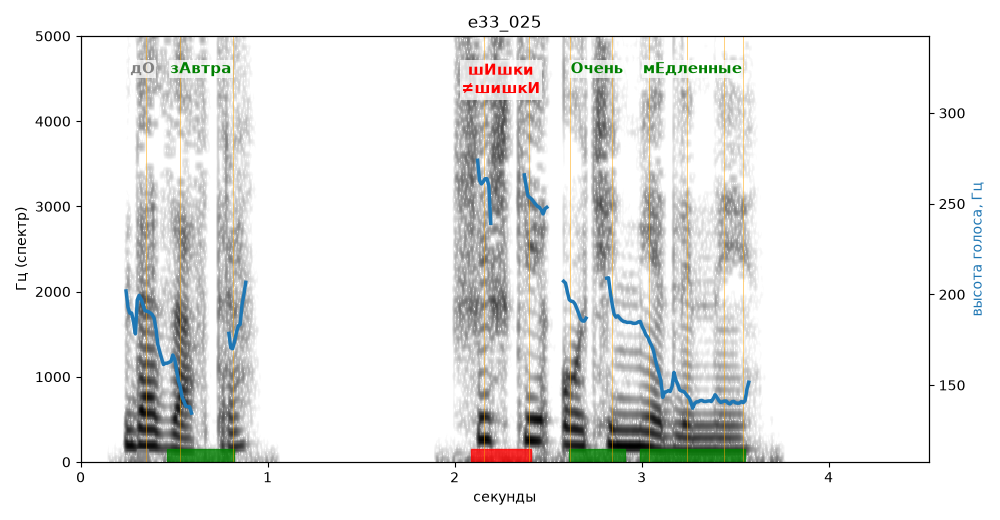 e33_025
5000
4000
3000
2000
1000
0
Гц (спектр)
дО зАвтра шИшки Очень мЕдленные
≠шишкИ
300
250
200
150
высота голоса, Гц
0 1 2 3 4
секунды